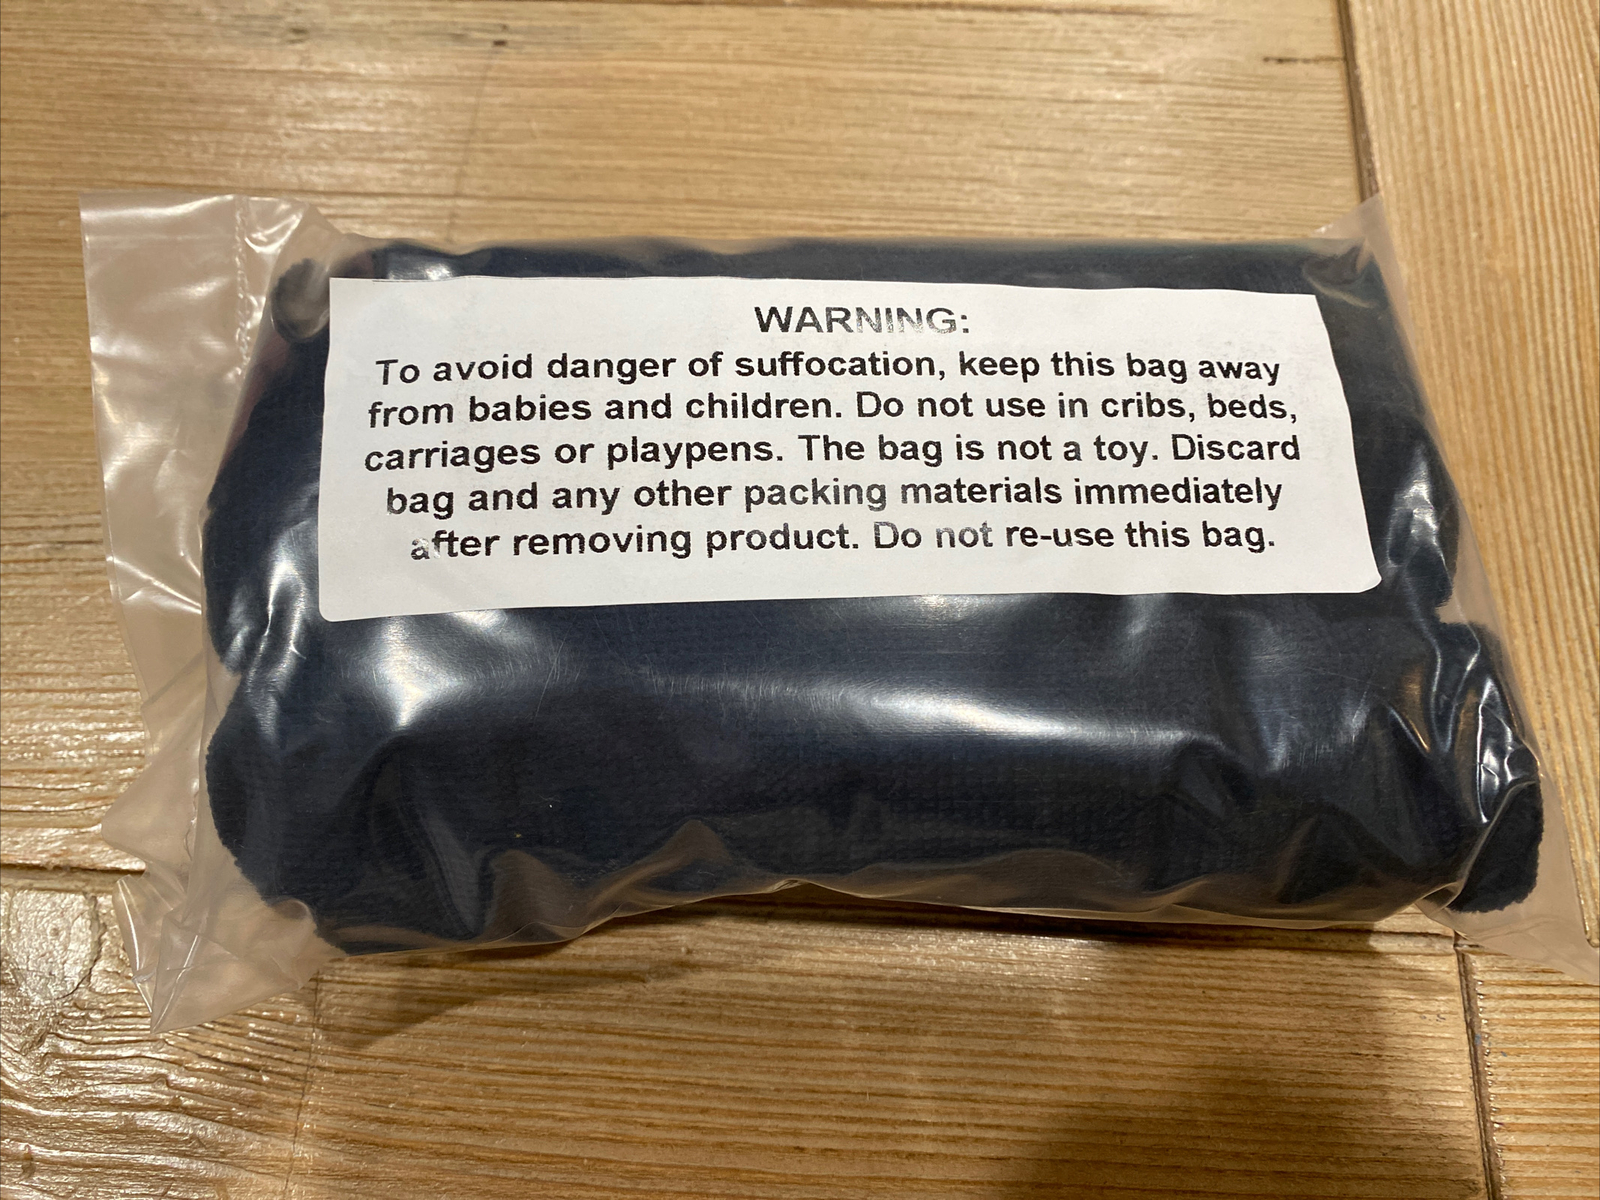 WARNING:
To avoid danger of suffocation, keep this bag away
from babies and children. Do not use in cribs, beds,
carriages or playpens. The bag is not a toy. Discard
bag and any other packing materials immediately
after removing product. Do not re-use this bag.